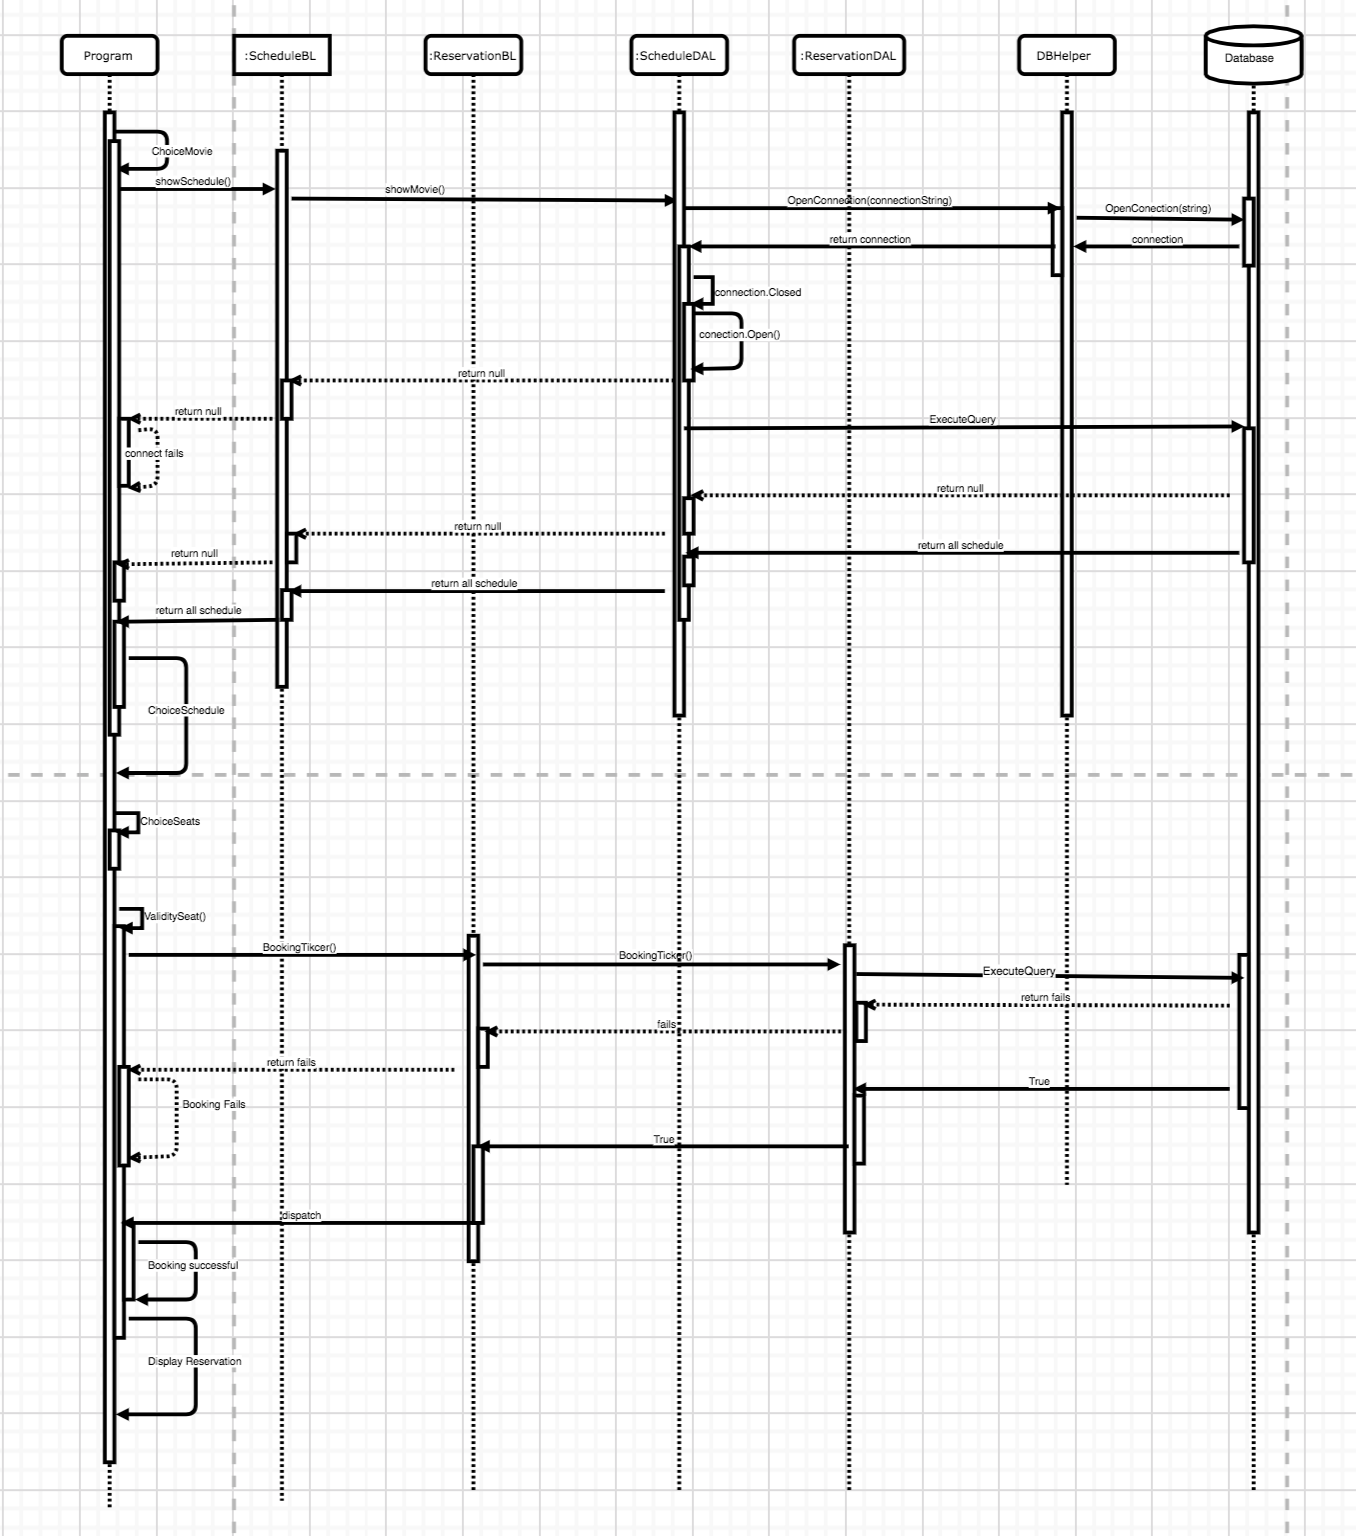 Program
:ScheduleBL
:ReservationBL
:ScheduleDAL
:ReservationDAL
DBHelper
Database
ChoiceMovie
showSchedule()
showMovie()
OpenConnection(connectionString)
OpenConection(string)
return connection
connection
connection.Closed
conection.Open()
return null
return null
ExecuteQuery
connect fails
return null
return null
return null
return all schedule
return all schedule
return all schedule
ChoiceSchedule
ChoiceSeats
ValiditySeat()
BookingTikcer()
BookingTicker()
ExecuteQuery
return fails
fails
return fails
True
Booking Fails
True
dispatch
Booking successful
Display Reservation